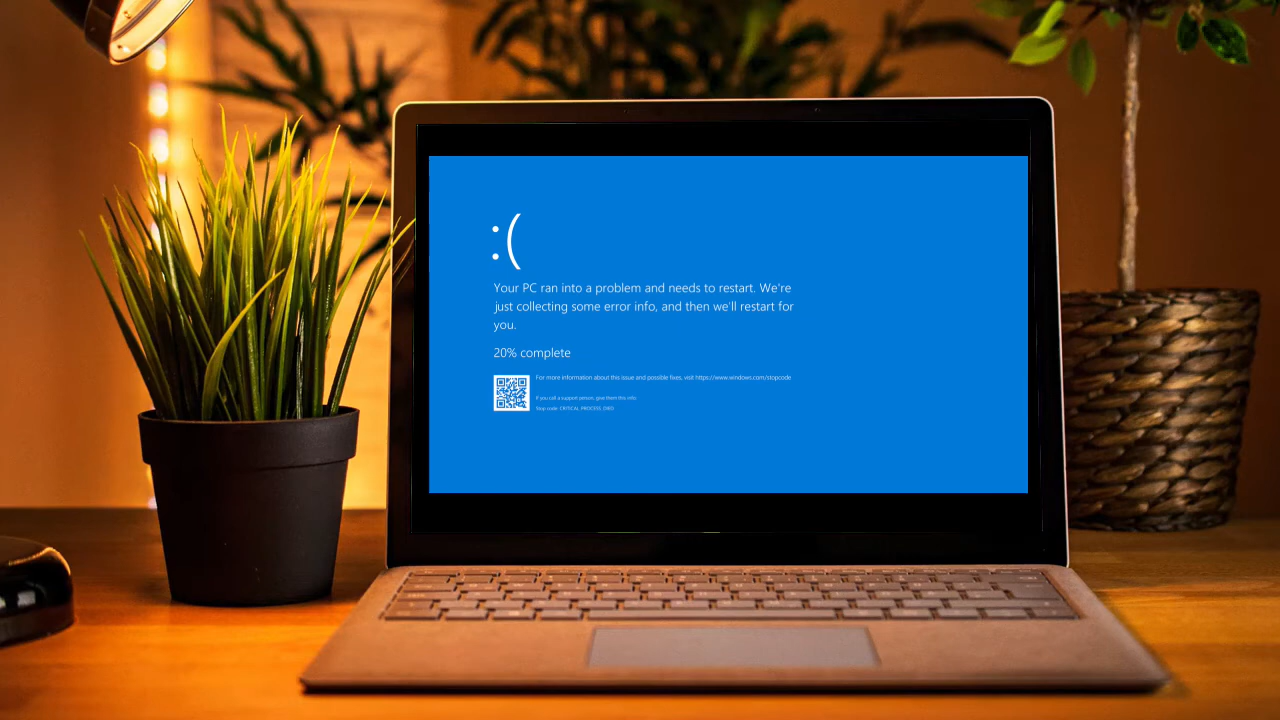 :(
Your PC ran into a problem and needs to restart. We're
just collecting some error info, and then we'll restart for
you.
20% complete
For more information about this issue and possible fixes, visit https://www.windows.com/stopcode
If you call a support person, give them this info:
Stop code: CRITICAL PROCESS DIED